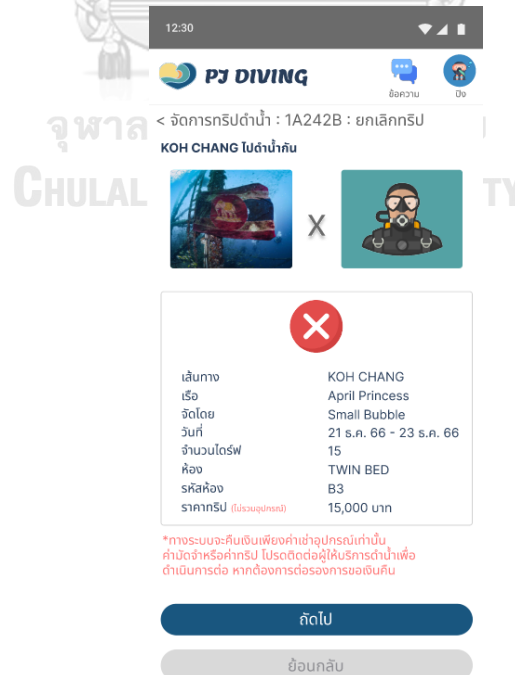 12:30
PJ DIVING
ข้อความ
ปิง
< จัดการทริปดำน้ำ : 1A242B : ยกเลิกทริป
KOH CHANG ไปดำน้ำกัน
X
เส้นทาง KOH CHANG
เรือ April Princess
จัดโดย Small Bubble
วันที่ 21 ธ.ค. 66 - 23 ธ.ค. 66
จำนวนไดร์ฟ 15
ห้อง TWIN BED
รหัสห้อง B3
ราคาทริป (ไม่รวมอุปกรณ์) 15,000 บาท
*ทางระบบจะคืนเงินเพียงค่าเช่าอุปกรณ์เท่านั้น
ค่ามัดจำหรือค่าทริป โปรดติดต่อผู้ให้บริการดำน้ำเพื่อ
ดำเนินการต่อ หากต้องการต่อรองการขอเงินคืน
ถัดไป
ย้อนกลับ
จุฬาล
CHULAL
TY